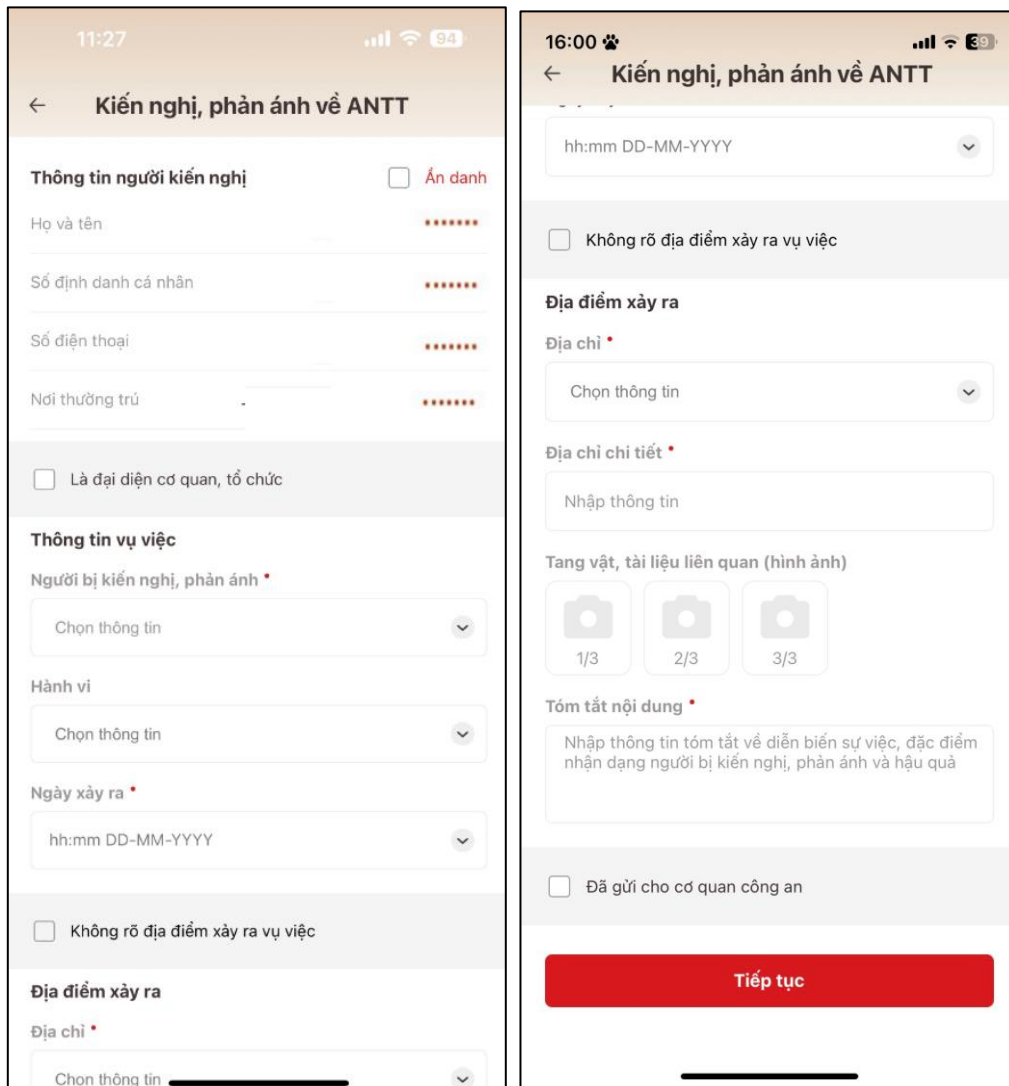 11:27
94
Kiến nghị, phản ánh về ANTT
Thông tin người kiến nghị
Ẩn danh
Họ và tên
Số định danh cá nhân
Số điện thoại
Nơi thường trú
Là đại diện cơ quan, tổ chức
Thông tin vụ việc
Người bị kiến nghị, phản ánh *
Chọn thông tin
Hành vi
Chọn thông tin
Ngày xảy ra *
hh:mm DD-MM-YYYY
Không rõ địa điểm xảy ra vụ việc
Địa điểm xảy ra
Địa chỉ *
Chọn thông tin
16:00
39
Kiến nghị, phản ánh về ANTT
hh:mm DD-MM-YYYY
Không rõ địa điểm xảy ra vụ việc
Địa điểm xảy ra
Địa chỉ *
Chọn thông tin
Địa chỉ chi tiết *
Nhập thông tin
Tang vật, tài liệu liên quan (hình ảnh)
1/3 2/3 3/3
Tóm tắt nội dung *
Nhập thông tin tóm tắt về diễn biến sự việc, đặc điểm
nhận dạng người bị kiến nghị, phản ánh và hậu quả
Đã gửi cho cơ quan công an
Tiếp tục